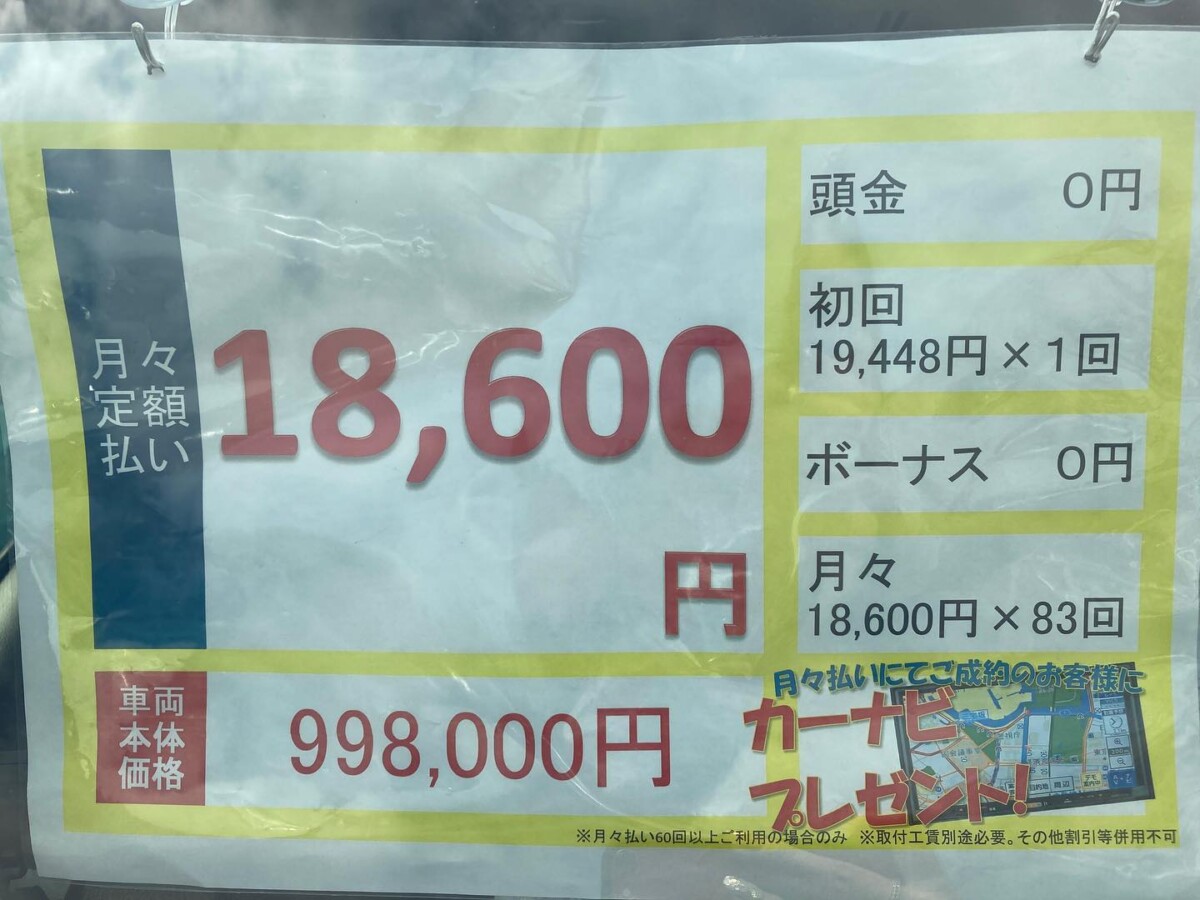 月々
定額
払い
18,600
円
頭金 0円
初回
19,448円×1回
ボーナス 0円
月々
18,600円×83回
車両
本体
価格
998,000円
月々払いにてご成約のお客様に
カーナビ
プレゼント!
※月々払い60回以上ご利用の場合のみ ※取付工賃別途必要。その他割引等併用不可